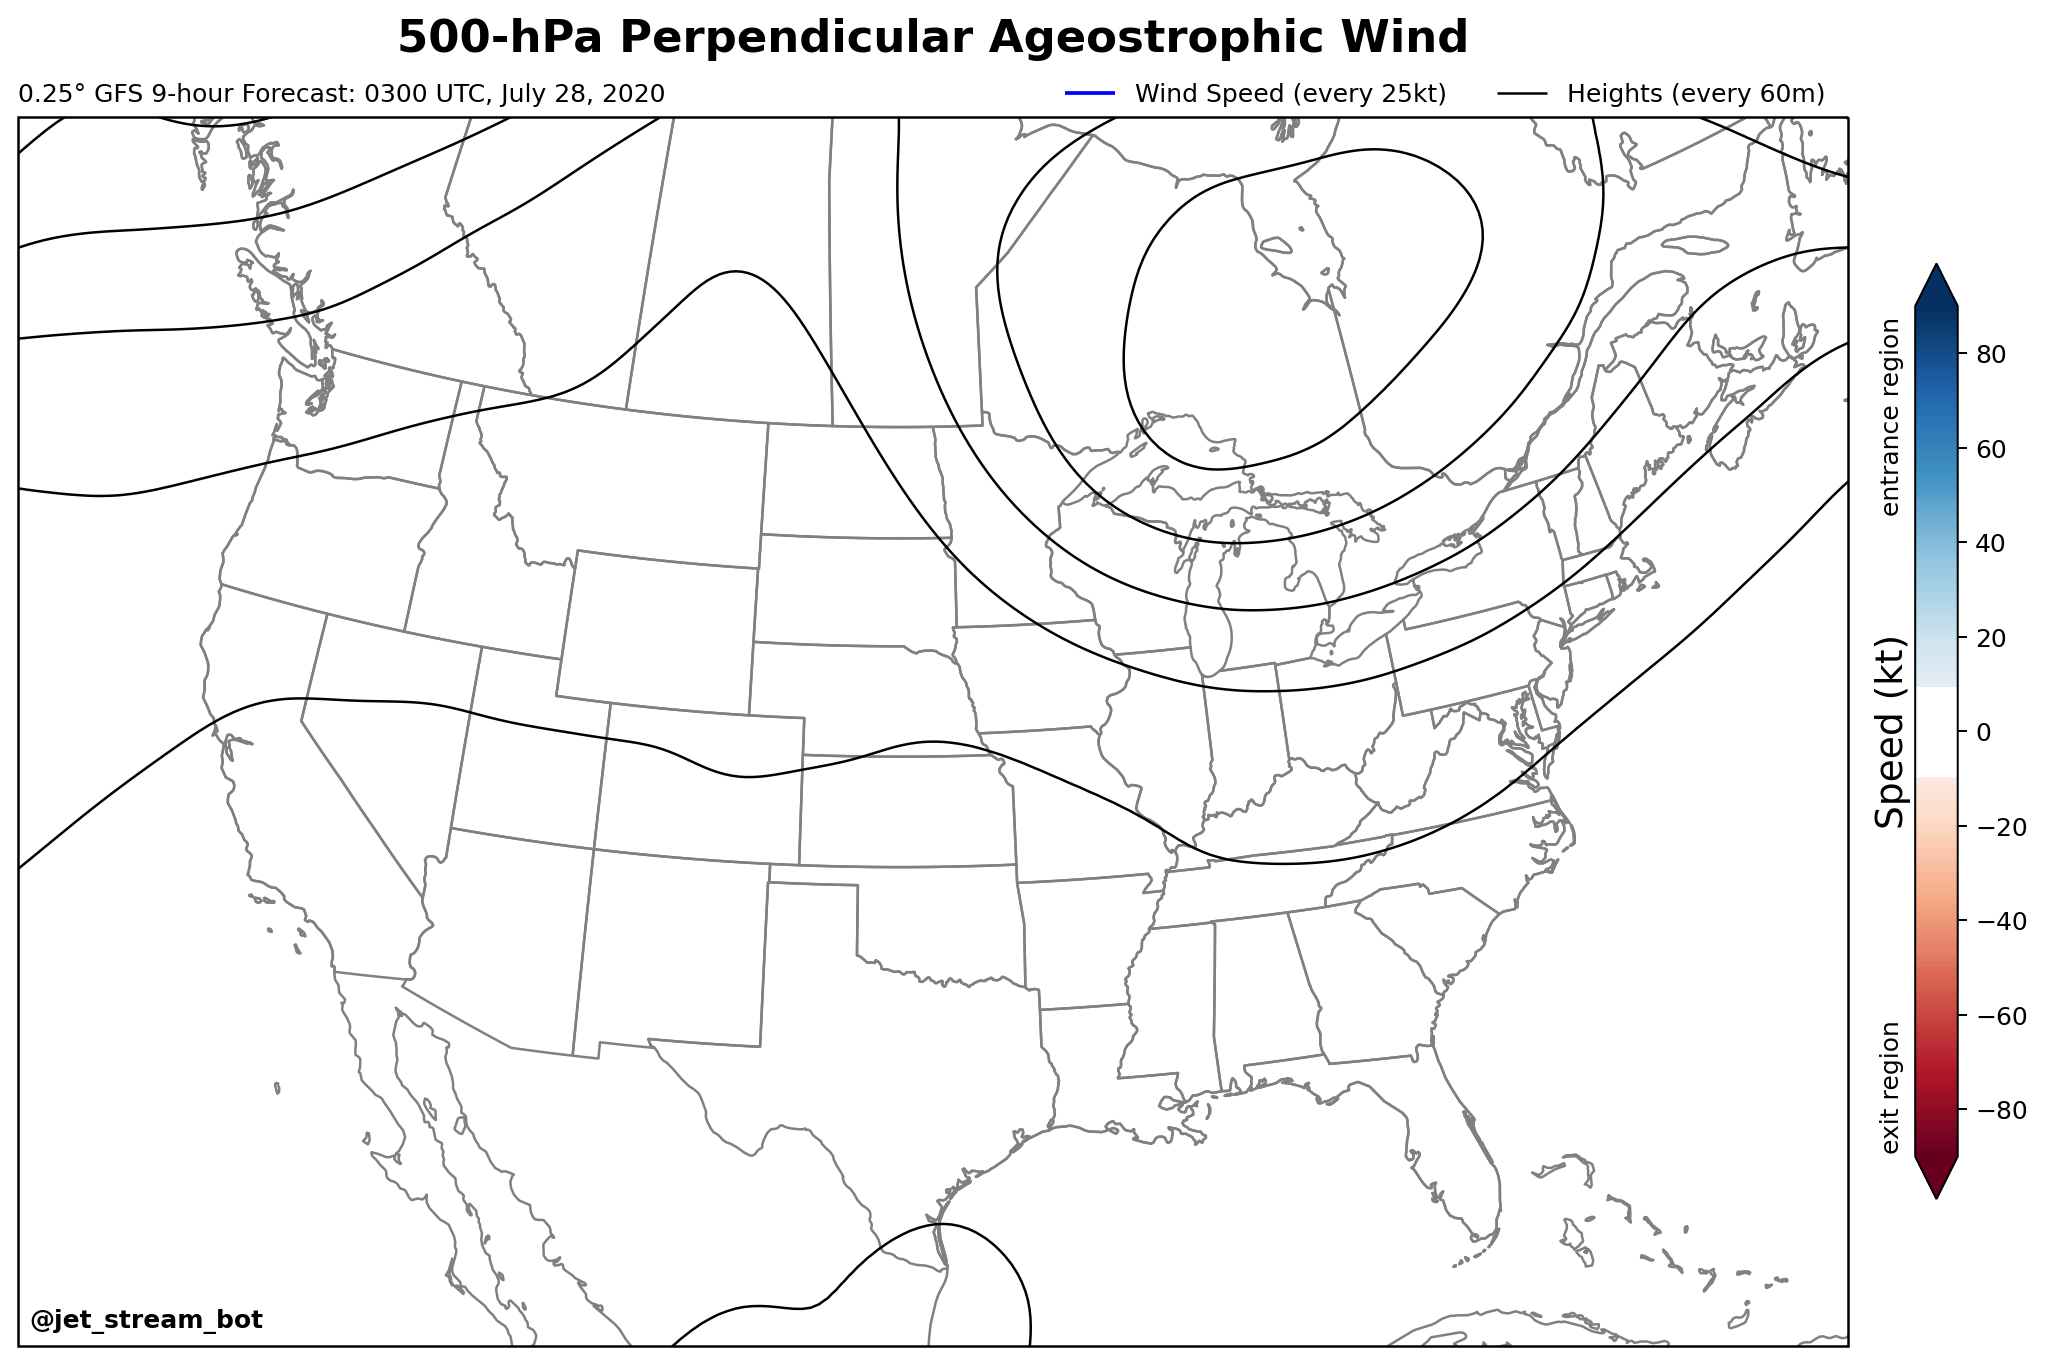 500-hPa Perpendicular Ageostrophic Wind
0.25° GFS 9-hour Forecast: 0300 UTC, July 28, 2020
Wind Speed (every 25kt)
Heights (every 60m)
entrance region
Speed (kt)
exit region
80
60
40
20
0
−20
−40
−60
−80
@jet_stream_bot